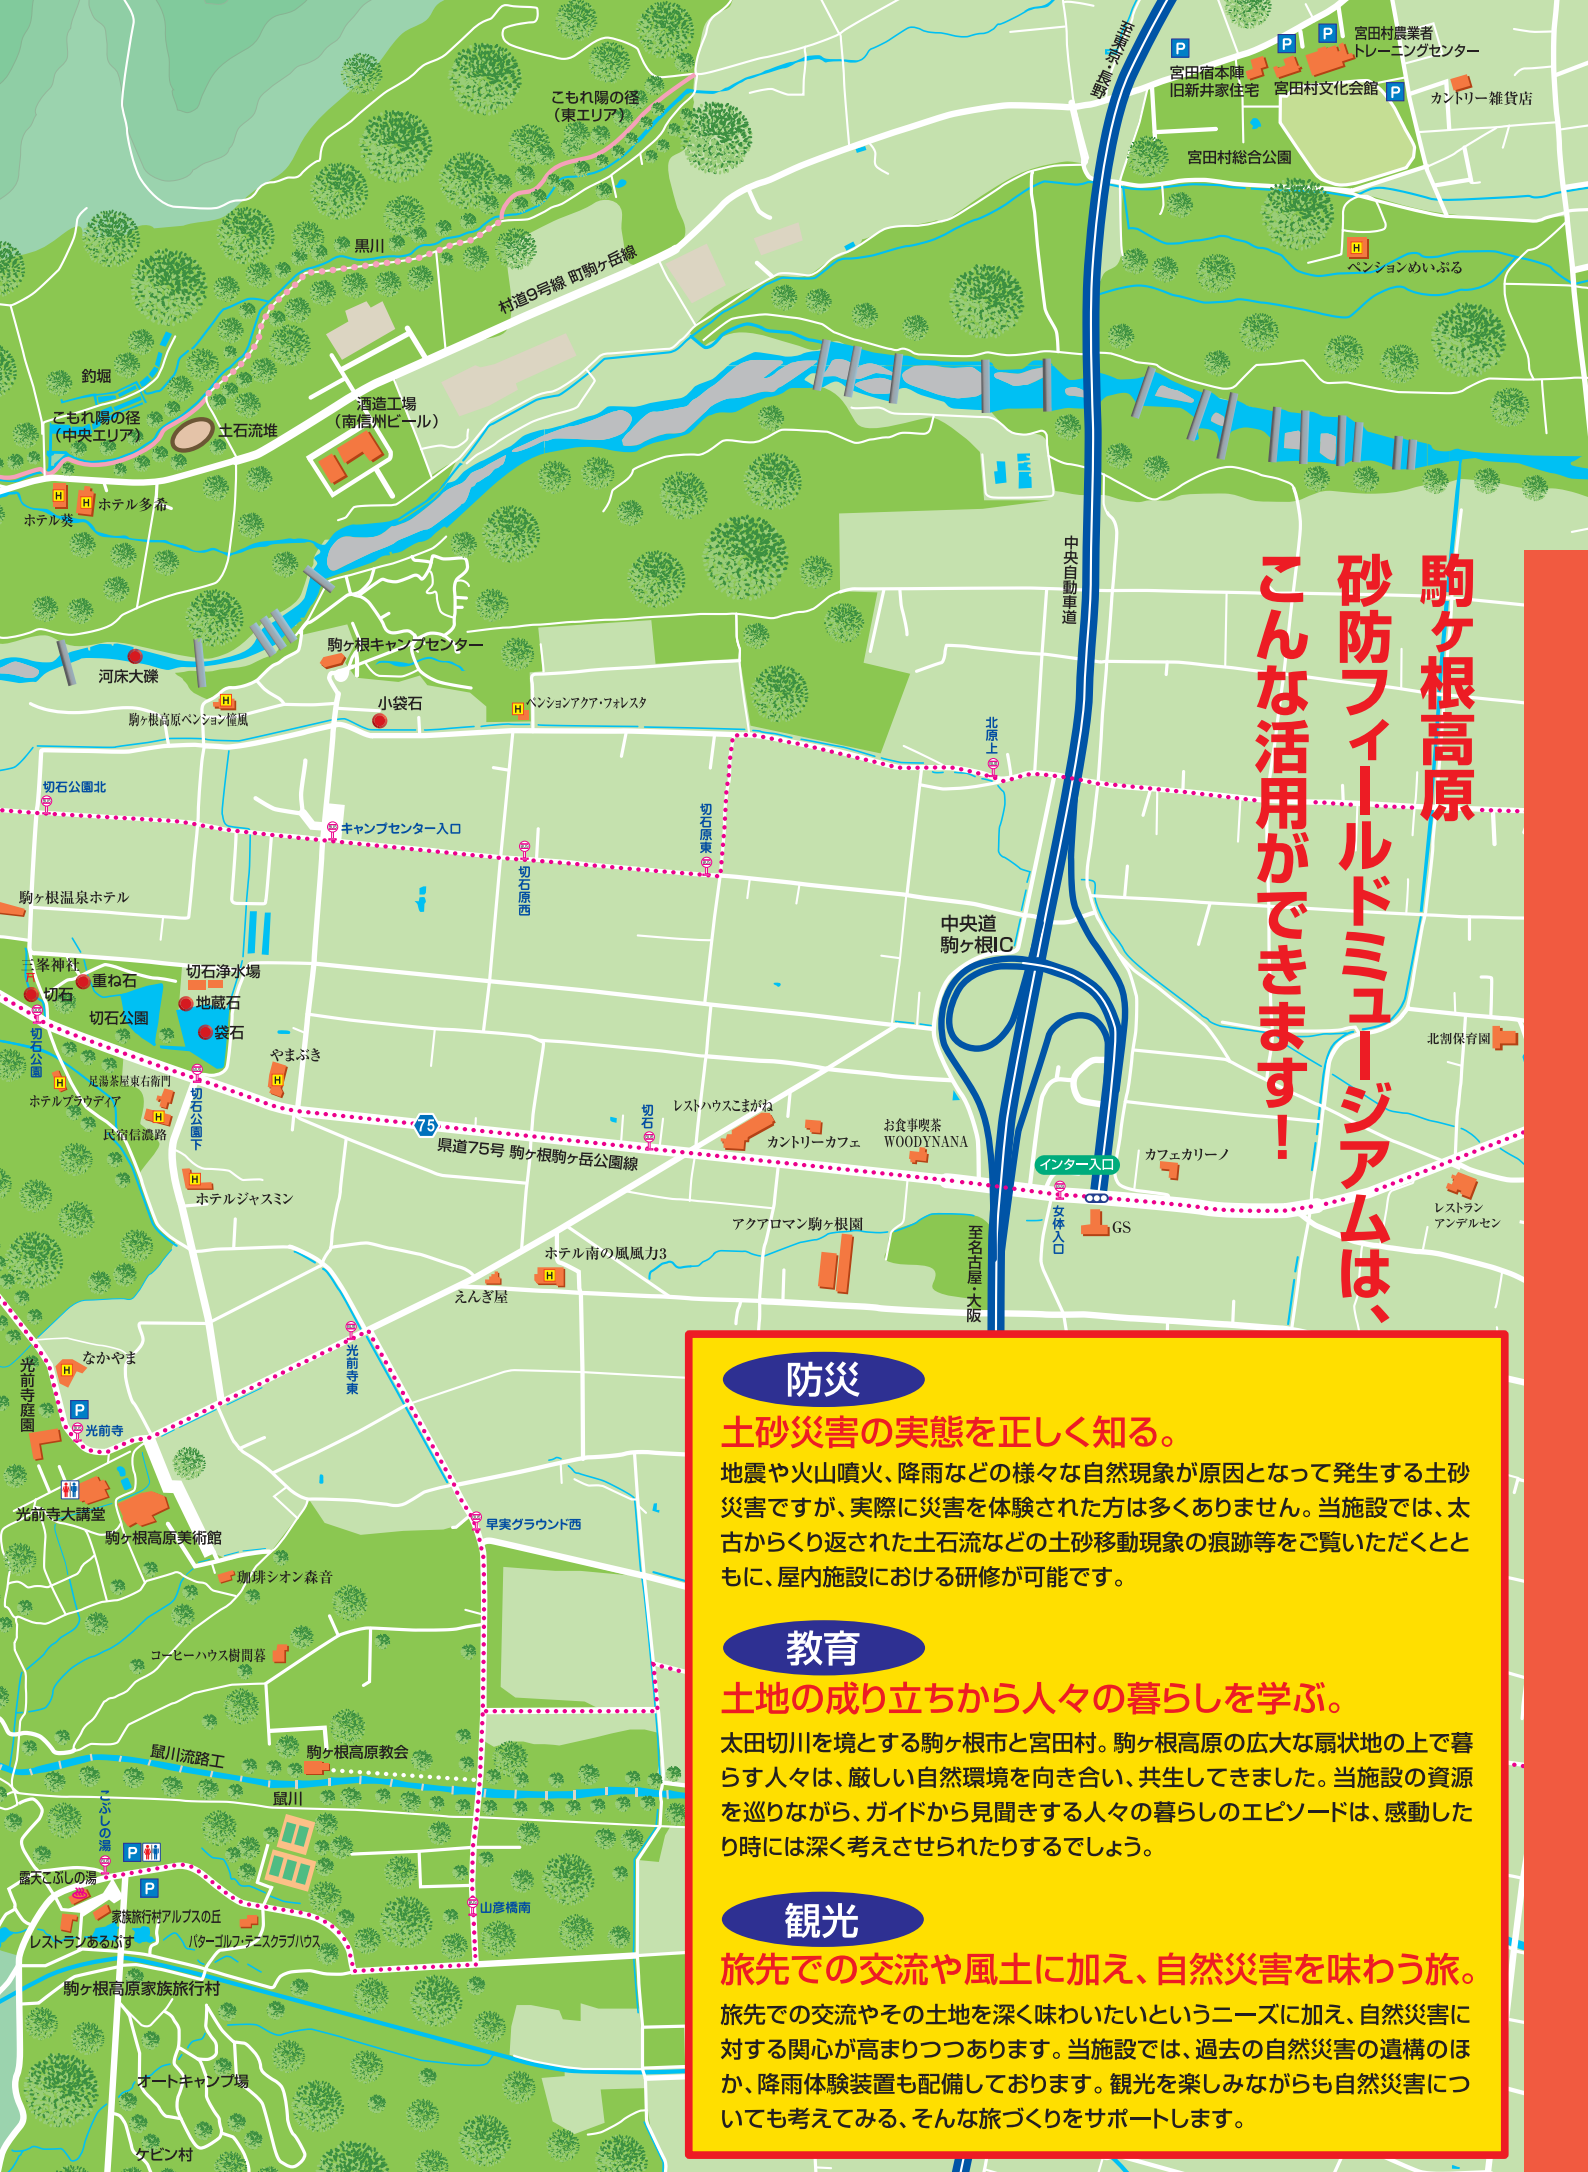 至東京・長野
宮田宿本陣
旧新井家住宅
宮田村文化会館
宮田村農業者
トレーニングセンター
カントリー雑貨店
宮田村総合公園
P
P
P
P
こもれ陽の径
（東エリア）
黒川
村道9号線 町駒ヶ岳線
ペンションめいぷる
H
釣堀
こもれ陽の径
（中央エリア）
土石流堆
酒造工場
（南信州ビール）
H
H
ホテル多希
ホテル葵
中央自動車道
駒ヶ根高原
砂防フィールドミュージアムは、
こんな活用ができます！
河床大礫
駒ヶ根キャンプセンター
H
駒ヶ根高原ペンション憧風
小袋石
H
ペンションアクア・フォレスタ
北原上
切石公園北
キャンプセンター入口
切石原西
切石原東
駒ヶ根温泉ホテル
中央道
駒ヶ根IC
三峯神社
重ね石
切石
切石公園
切石浄水場
地蔵石
袋石
切石公園
やまぶき
H
足湯茶屋東右衛門
H
ホテルプラウディア
H
民宿信濃路
切石公園下
H
ホテルジャスミン
75
県道75号 駒ヶ根駒ヶ岳公園線
切石
レストハウスこまがね
カントリーカフェ
お食事喫茶
WOODYNANA
インター入口
カフェカリーノ
北割保育園
レストラン
アンデルセン
女体入口
GS
至名古屋・大阪
アクアロマン駒ヶ根園
ホテル南の風風力3
H
えんぎ屋
光前寺東
なかやま
H
光前寺庭園
P
光前寺
光前寺大講堂
駒ヶ根高原美術館
早実グラウンド西
珈琲シオン森音
コーヒーハウス樹間暮
鼠川流路工
駒ヶ根高原教会
鼠川
こぶしの湯
P
P
露天こぶしの湯
家族旅行村アルプスの丘
レストランあるぷす
パターゴルフ・テニスクラブハウス
山彦橋南
駒ヶ根高原家族旅行村
オートキャンプ場
ケビン村
防災
土砂災害の実態を正しく知る。
地震や火山噴火、降雨などの様々な自然現象が原因となって発生する土砂
災害ですが、実際に災害を体験された方は多くありません。当施設では、太
古からくり返された土石流などの土砂移動現象の痕跡等をご覧いただくとと
もに、屋内施設における研修が可能です。
教育
土地の成り立ちから人々の暮らしを学ぶ。
太田切川を境とする駒ヶ根市と宮田村。駒ヶ根高原の広大な扇状地の上で暮
らす人々は、厳しい自然環境を向き合い、共生してきました。当施設の資源
を巡りながら、ガイドから見聞きする人々の暮らしのエピソードは、感動した
り時には深く考えさせられたりするでしょう。
観光
旅先での交流や風土に加え、自然災害を味わう旅。
旅先での交流やその土地を深く味わいたいというニーズに加え、自然災害に
対する関心が高まりつつあります。当施設では、過去の自然災害の遺構のほ
か、降雨体験装置も配備しております。観光を楽しみながらも自然災害につ
いても考えてみる、そんな旅づくりをサポートします。